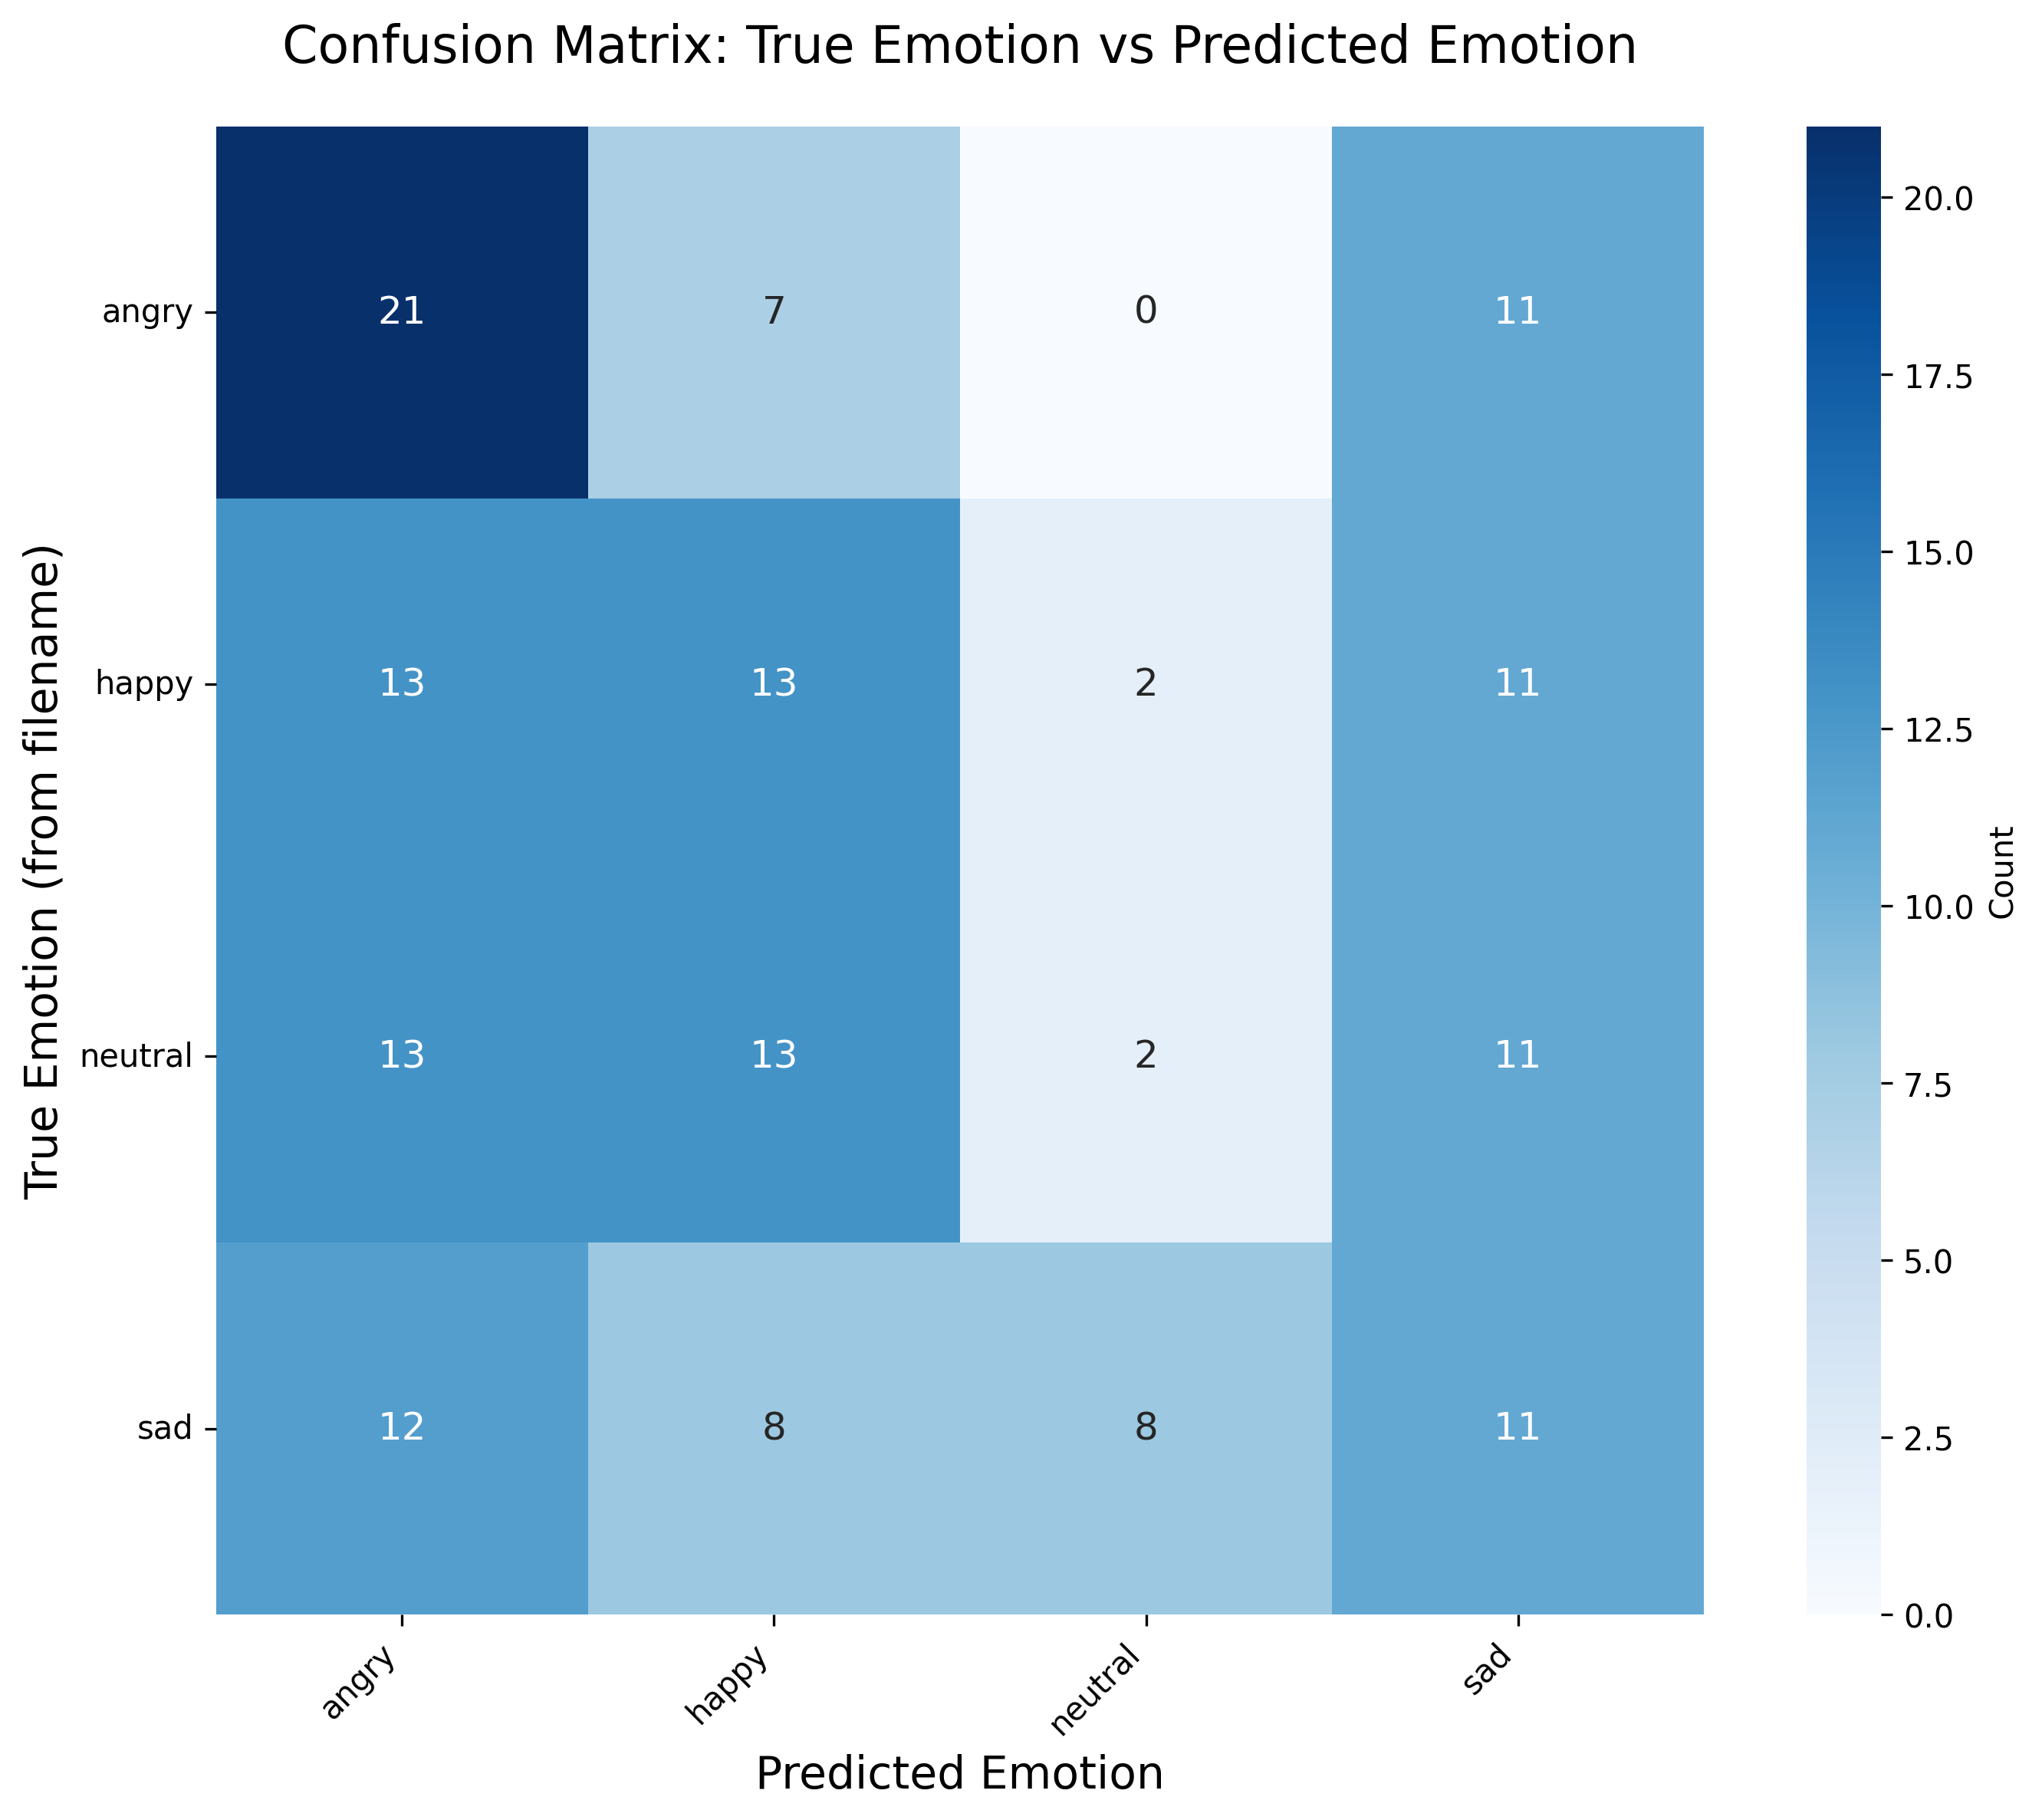 Confusion Matrix: True Emotion vs Predicted Emotion
True Emotion (from filename)
angry
21 7 0 11
happy
13 13 2 11
neutral
13 13 2 11
sad
12 8 8 11
angry happy neutral sad
Predicted Emotion
20.0
17.5
15.0
12.5
10.0
7.5
5.0
2.5
0.0
Count